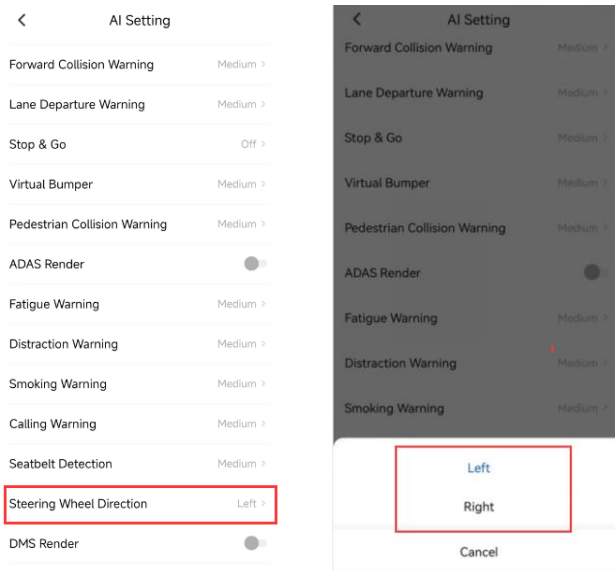 AI Setting
Forward Collision Warning Medium >
Lane Departure Warning Medium >
Stop & Go Off >
Virtual Bumper Medium >
Pedestrian Collision Warning Medium >
ADAS Render
Fatigue Warning Medium >
Distraction Warning Medium >
Smoking Warning Medium >
Calling Warning Medium >
Seatbelt Detection Medium >
Steering Wheel Direction Left >
DMS Render
AI Setting
Forward Collision Warning Medium >
Lane Departure Warning Medium >
Stop & Go Medium >
Virtual Bumper Medium >
Pedestrian Collision Warning Medium >
ADAS Render
Fatigue Warning Medium >
Distraction Warning Medium >
Smoking Warning Medium >
Left
Right
Cancel